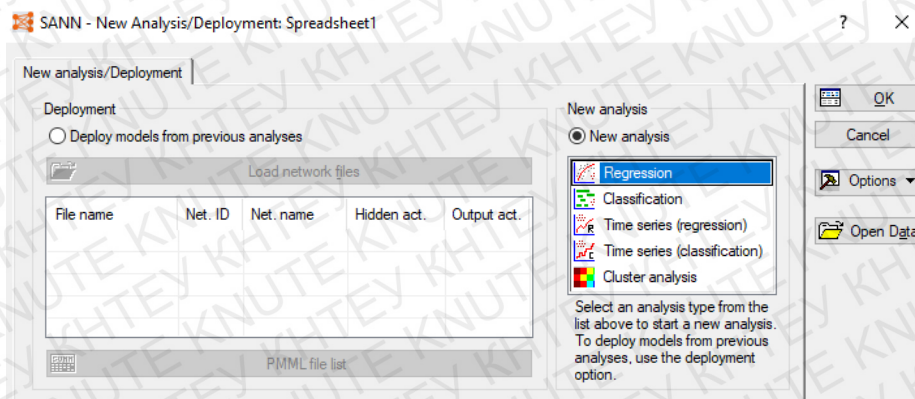 SANN - New Analysis/Deployment: Spreadsheet1
? ×
New analysis/Deployment
Deployment
Deploy models from previous analyses
Load network files
File name Net. ID Net. name Hidden act. Output act.
PMML file list
New analysis
New analysis
Regression
Classification
Time series (regression)
Time series (classification)
Cluster analysis
Select an analysis type from the
list above to start a new analysis.
To deploy models from previous
analyses, use the deployment
option.
OK
Cancel
Options
Open Data
KNUTE KHTEY